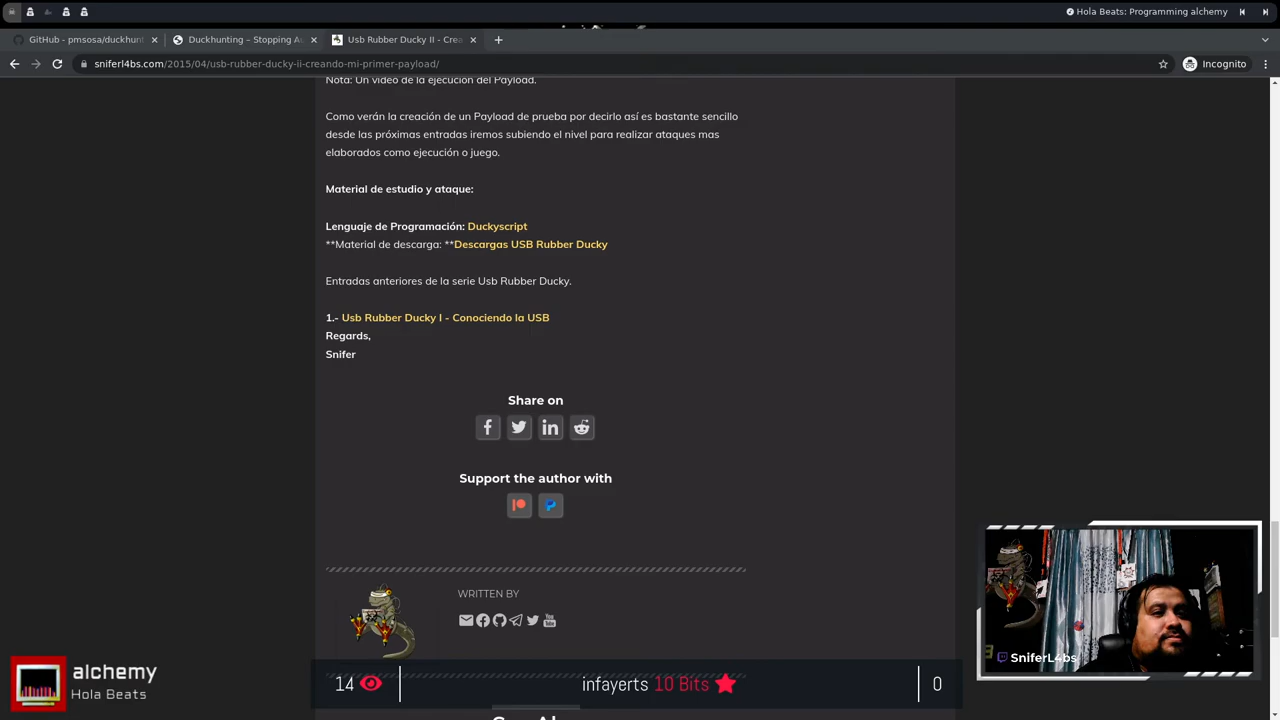 Hola Beats: Programming alchemy
GitHub - pmsosa/duckhunt
Duckhunting – Stopping Au
Usb Rubber Ducky II - Crea
sniferl4bs.com/2015/04/usb-rubber-ducky-ii-creando-mi-primer-payload/
Incognito
Nota: Un video de la ejecución del Payload.
Como verán la creación de un Payload de prueba por decirlo así es bastante sencillo
desde las próximas entradas iremos subiendo el nivel para realizar ataques mas
elaborados como ejecución o juego.
Material de estudio y ataque:
Lenguaje de Programación: Duckyscript
**Material de descarga: **Descargas USB Rubber Ducky
Entradas anteriores de la serie Usb Rubber Ducky.
1.- Usb Rubber Ducky I - Conociendo la USB
Regards,
Snifer
Share on
Support the author with
WRITTEN BY
SniferL4bs
alchemy
Hola Beats
14
infayerts 10 Bits
0